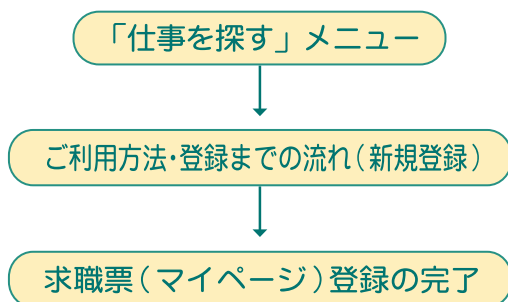 「仕事を探す」メニュー
ご利用方法・登録までの流れ（新規登録）
求職票（マイページ）登録の完了